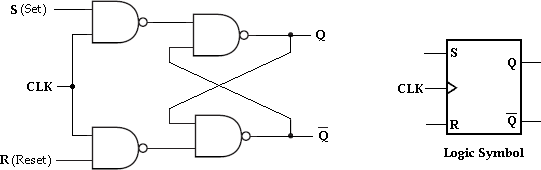 S (Set)
Q
CLK
Q
R (Reset)
S
Q
CLK
R
Q
Logic Symbol